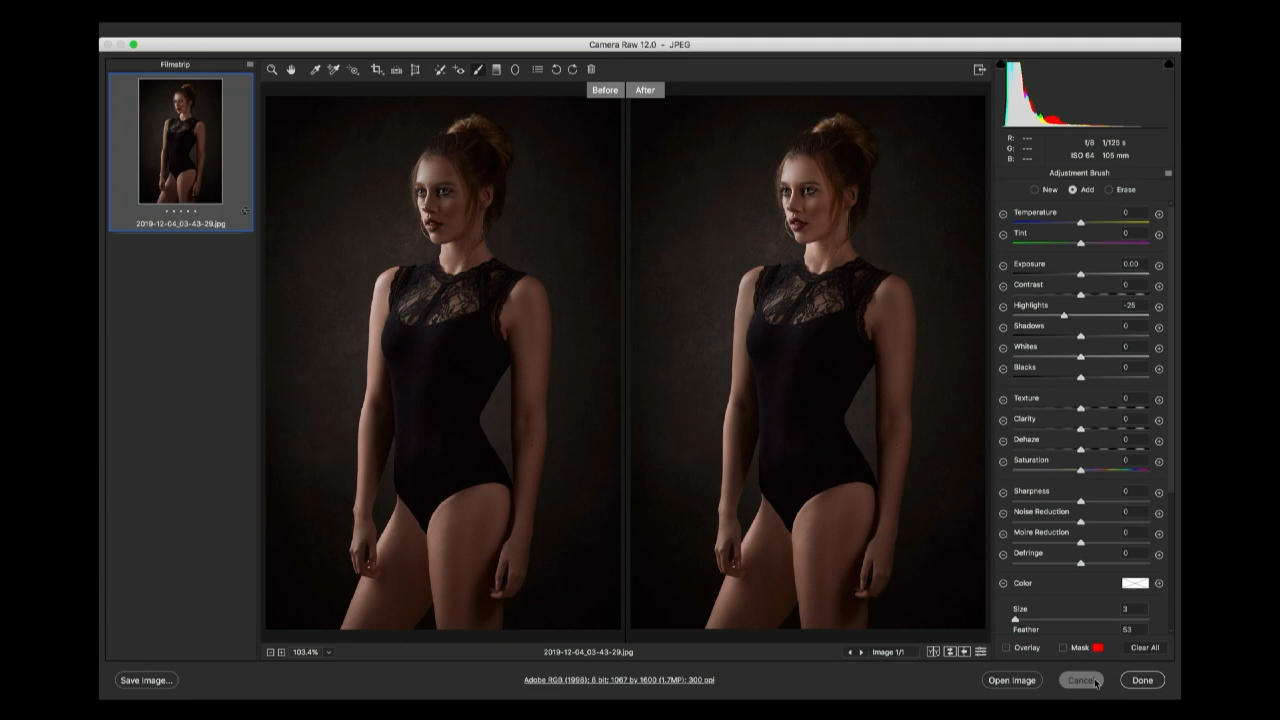 Camera Raw 12.0 - JPEG
Filmstrip
2019-12-04_03-43-29.jpg
Before
After
R: ---
G: ---
B: ---
f/8 1/125 s
ISO 64 105 mm
Adjustment Brush
New Add Erase
Temperature 0
Tint 0
Exposure 0.00
Contrast 0
Highlights -25
Shadows 0
Whites 0
Blacks 0
Texture 0
Clarity 0
Dehaze 0
Saturation 0
Sharpness 0
Noise Reduction 0
Moire Reduction 0
Defringe 0
Color
Size 3
Feather 53
103.4%
2019-12-04_03-43-29.jpg
Image 1/1
Overlay Mask Clear All
Save Image...
Adobe RGB (1998); 8 bit; 1067 by 1600 (1.7MP); 300 ppi
Open Image
Cancel
Done